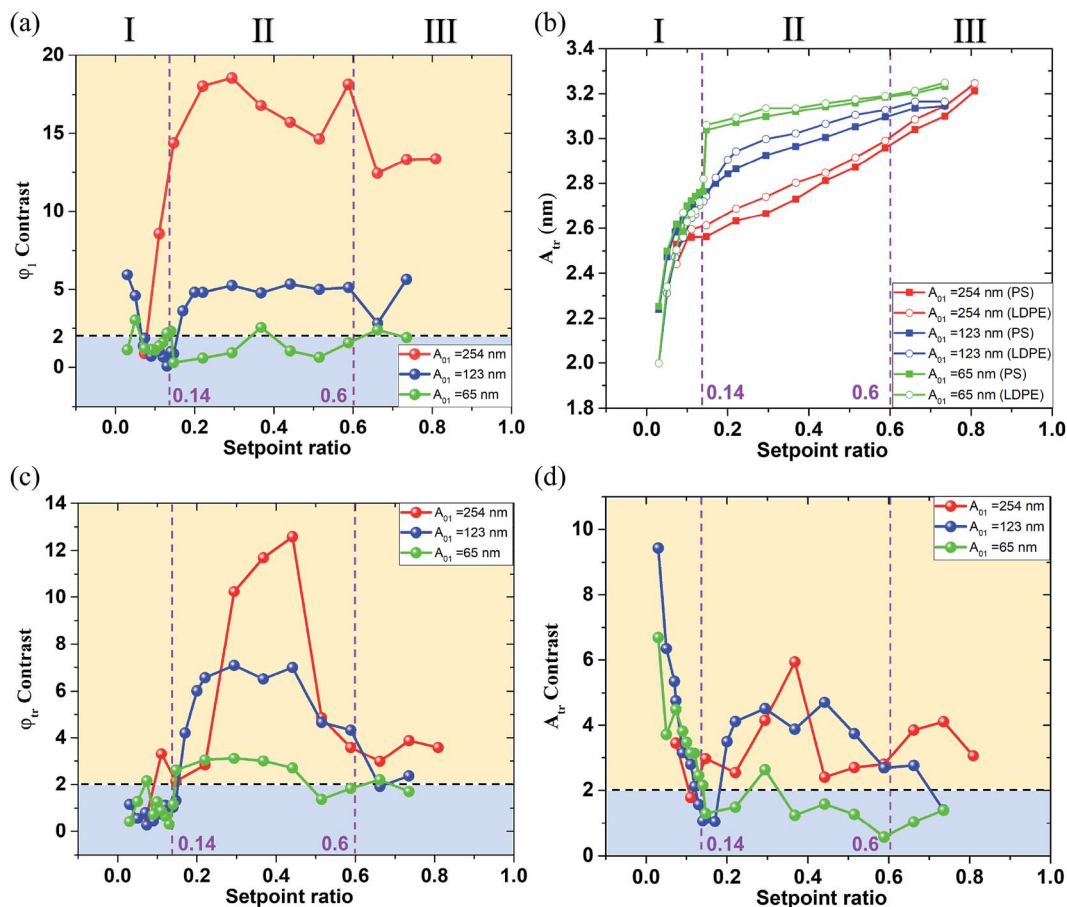 (a) I II III
20
15
10
5
2
0
φ₁ Contrast
A₀₁ =254 nm
A₀₁ =123 nm
A₀₁ =65 nm
0.14 0.6
0.0 0.2 0.4 0.6 0.8 1.0
Setpoint ratio
(b) I II III
3.4
3.2
3.0
2.8
2.6
2.4
2.2
2.0
1.8
A_tr (nm)
A₀₁ =254 nm (PS)
A₀₁ =254 nm (LDPE)
A₀₁ =123 nm (PS)
A₀₁ =123 nm (LDPE)
A₀₁ =65 nm (PS)
A₀₁ =65 nm (LDPE)
0.14 0.6
0.0 0.2 0.4 0.6 0.8 1.0
Setpoint ratio
(c)
14
12
10
8
6
4
2
0
φ_tr Contrast
A₀₁ =254 nm
A₀₁ =123 nm
A₀₁ =65 nm
0.14 0.6
0.0 0.2 0.4 0.6 0.8 1.0
Setpoint ratio
(d)
10
8
6
4
2
0
A_tr Contrast
A₀₁ =254 nm
A₀₁ =123 nm
A₀₁ =65 nm
0.14 0.6
0.0 0.2 0.4 0.6 0.8 1.0
Setpoint ratio